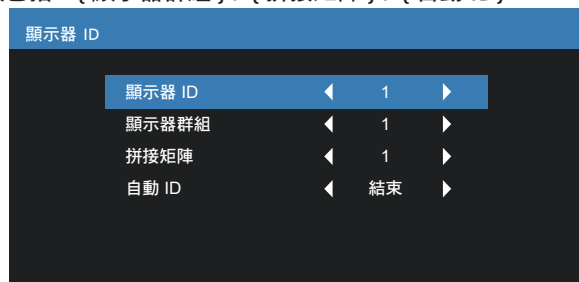 顯示器 ID
顯示器 ID 1
顯示器群組 1
拼接矩陣 1
自動 ID 結束